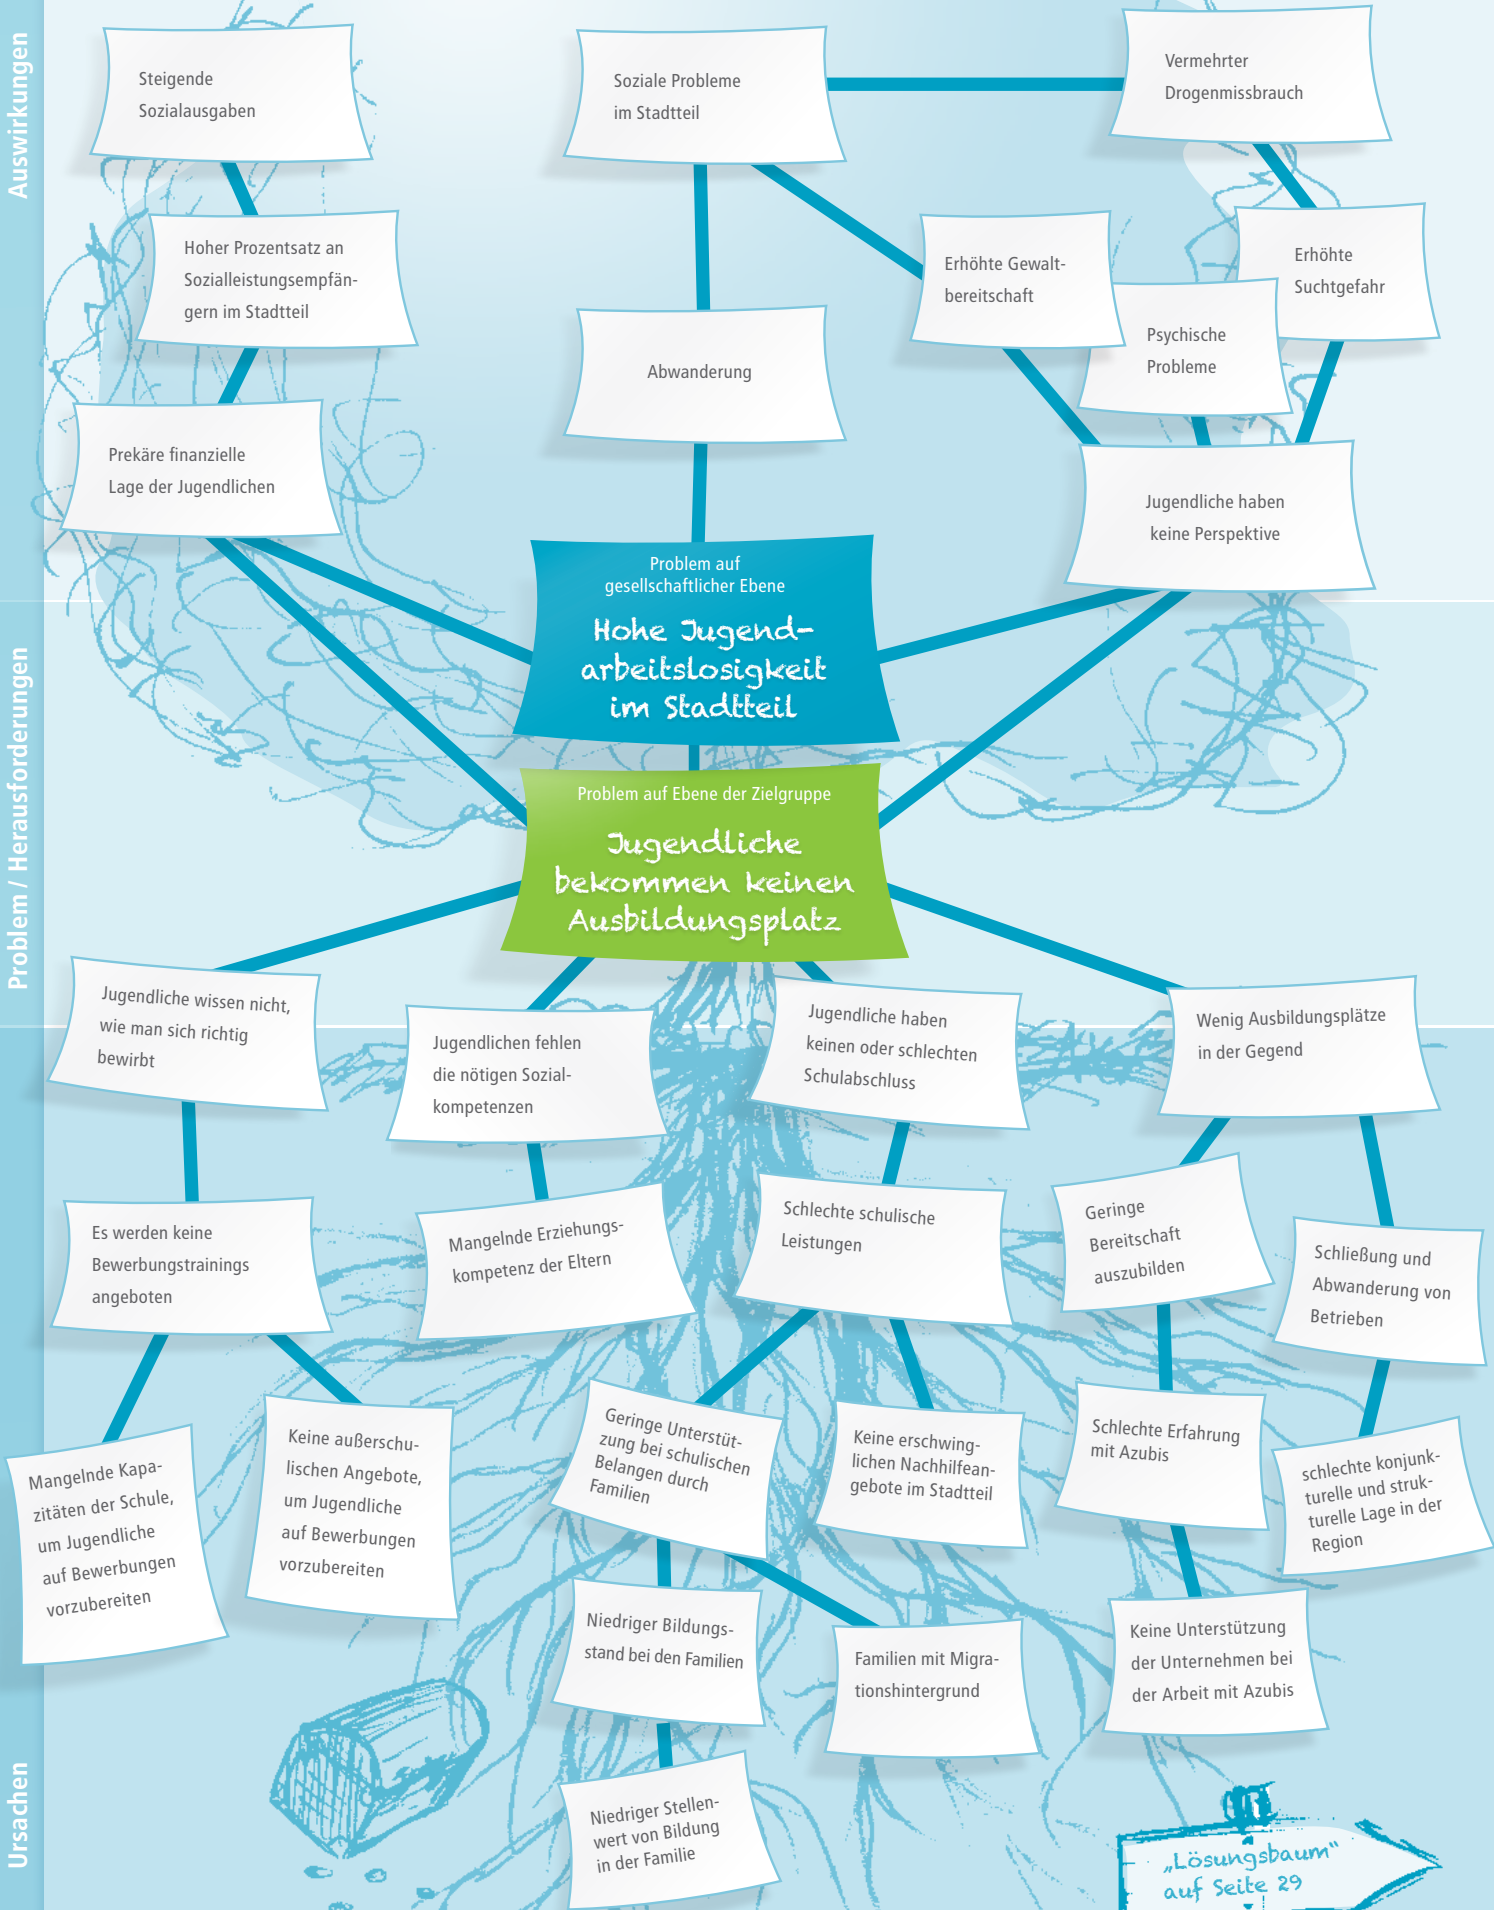 Auswirkungen
Steigende
Sozialausgaben
Soziale Probleme
im Stadtteil
Vermehrter
Drogenmissbrauch
Hoher Prozentsatz an
Sozialleistungsempfän-
gern im Stadtteil
Erhöhte Gewalt-
bereitschaft
Erhöhte
Suchtgefahr
Psychische
Probleme
Abwanderung
Prekäre finanzielle
Lage der Jugendlichen
Jugendliche haben
keine Perspektive
Problem / Herausforderungen
Problem auf
gesellschaftlicher Ebene
Hohe Jugend-
arbeitslosigkeit
im Stadtteil
Problem auf Ebene der Zielgruppe
Jugendliche
bekommen keinen
Ausbildungsplatz
Jugendliche wissen nicht,
wie man sich richtig
bewirbt
Jugendlichen fehlen
die nötigen Sozial-
kompetenzen
Jugendliche haben
keinen oder schlechten
Schulabschluss
Wenig Ausbildungsplätze
in der Gegend
Es werden keine
Bewerbungstrainings
angeboten
Mangelnde Erziehungs-
kompetenz der Eltern
Schlechte schulische
Leistungen
Geringe
Bereitschaft
auszubilden
Schließung und
Abwanderung von
Betrieben
Mangelnde Kapa-
zitäten der Schule,
um Jugendliche
auf Bewerbungen
vorzubereiten
Keine außerschu-
lischen Angebote,
um Jugendliche
auf Bewerbungen
vorzubereiten
Geringe Unterstüt-
zung bei schulischen
Belangen durch
Familien
Keine erschwing-
lichen Nachhilfean-
gebote im Stadtteil
Schlechte Erfahrung
mit Azubis
schlechte konjunk-
turelle und struk-
turelle Lage in der
Region
Niedriger Bildungs-
stand bei den Familien
Familien mit Migra-
tionshintergrund
Keine Unterstützung
der Unternehmen bei
der Arbeit mit Azubis
Ursachen
Niedriger Stellen-
wert von Bildung
in der Familie
„Lösungsbaum“
auf Seite 29